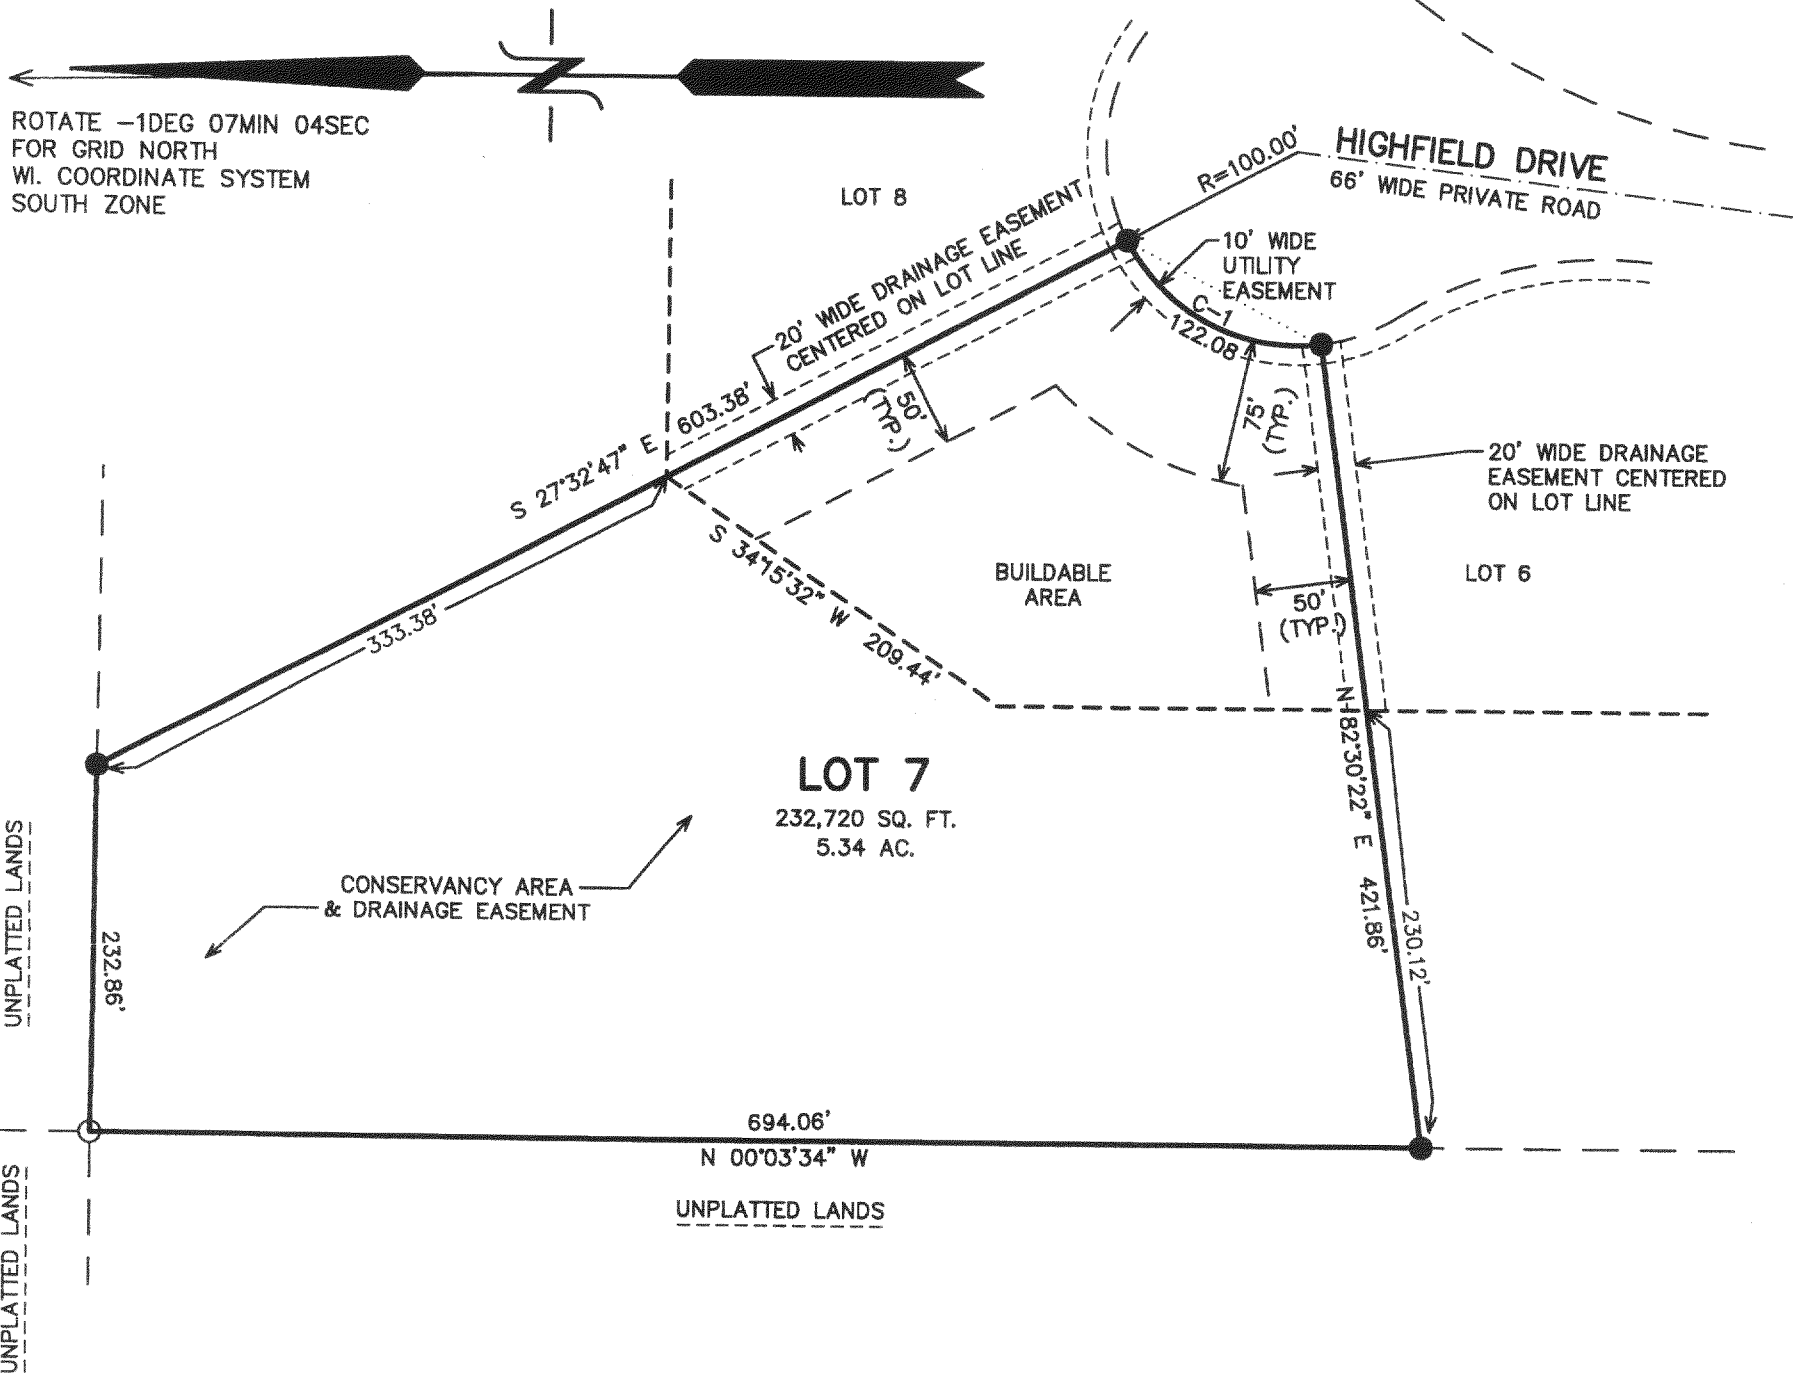 ROTATE -1DEG 07MIN 04SEC
FOR GRID NORTH
WI. COORDINATE SYSTEM
SOUTH ZONE
LOT 8
R=100.00'
HIGHFIELD DRIVE
66' WIDE PRIVATE ROAD
20' WIDE DRAINAGE EASEMENT
CENTERED ON LOT LINE
10' WIDE
UTILITY
EASEMENT
C-1
122.08
S 27°32'47" E 603.38'
50'
(TYP.)
75'
(TYP.)
20' WIDE DRAINAGE
EASEMENT CENTERED
ON LOT LINE
S 34°15'32" W 209.44'
BUILDABLE
AREA
LOT 6
50'
(TYP.)
333.38'
N 82°30'22" E 421.86'
230.12'
LOT 7
232,720 SQ. FT.
5.34 AC.
CONSERVANCY AREA
& DRAINAGE EASEMENT
UNPLATTED LANDS
232.86'
694.06'
N 00°03'34" W
UNPLATTED LANDS
UNPLATTED LANDS